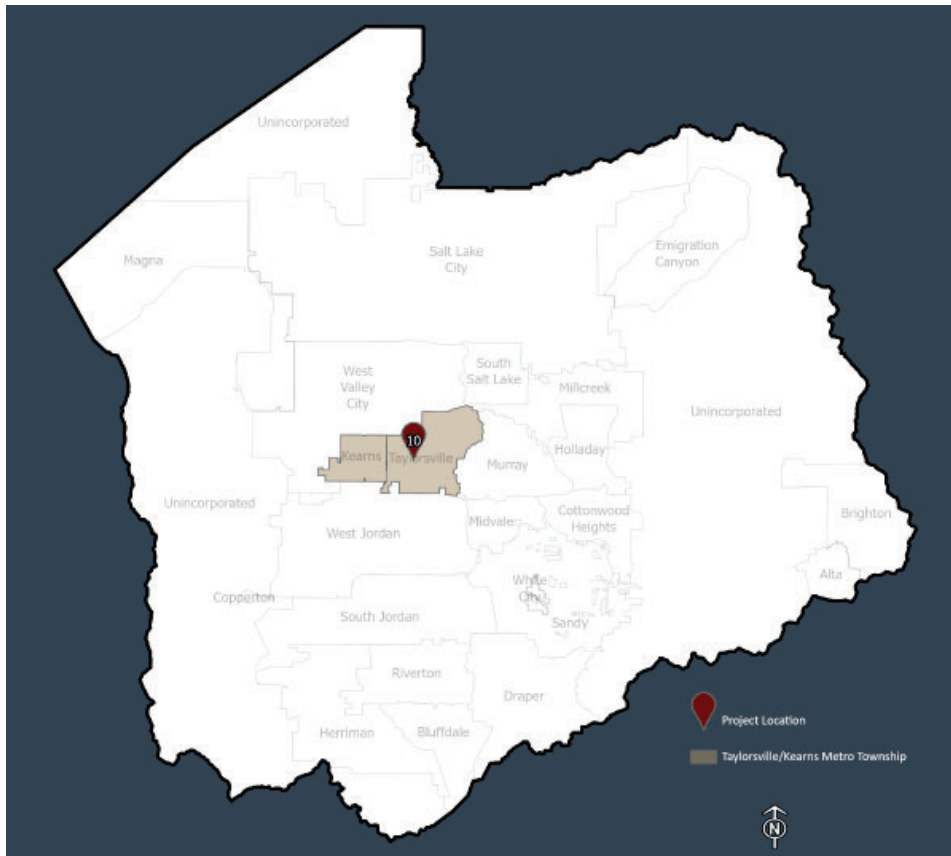 Unincorporated
Magna
Salt Lake
City
Emigration
Canyon
West
Valley
City
South
Salt Lake
Millcreek
Unincorporated
10
Kearns
Taylorsville
Murray
Holladay
Unincorporated
West Jordan
Midvale
Cottonwood
Heights
Brighton
Alta
Copperton
White
City
South Jordan
Sandy
Riverton
Draper
Herriman
Bluffdale
Project Location
Taylorsville/Kearns Metro Township
N